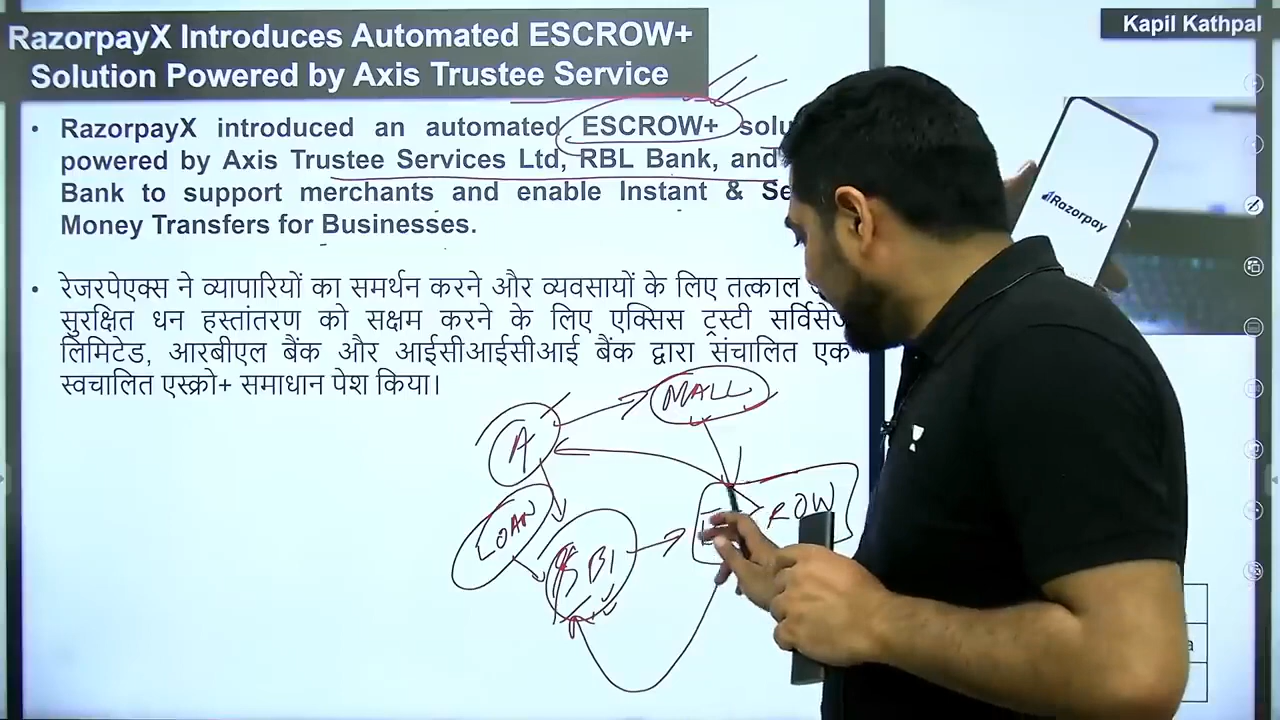 RazorpayX Introduces Automated ESCROW+
Solution Powered by Axis Trustee Service
Kapil Kathpal
• RazorpayX introduced an automated ESCROW+
powered by Axis Trustee Services Ltd, RBL Bank, and
Bank to support merchants and enable Instant &
Money Transfers for Businesses.
Razorpay
• रेजरपेएक्स ने व्यापारियों का समर्थन करने और व्यवसायों के लिए तत्काल
सुरक्षित धन हस्तांतरण को सक्षम करने के लिए एक्सिस ट्रस्टी सर्विसेज
लिमिटेड, आरबीएल बैंक और आईसीआईसीआई बैंक द्वारा संचालित एक
स्वचालित एस्क्रो+ समाधान पेश किया।
MALL
A
LOAN
SBI
ROW